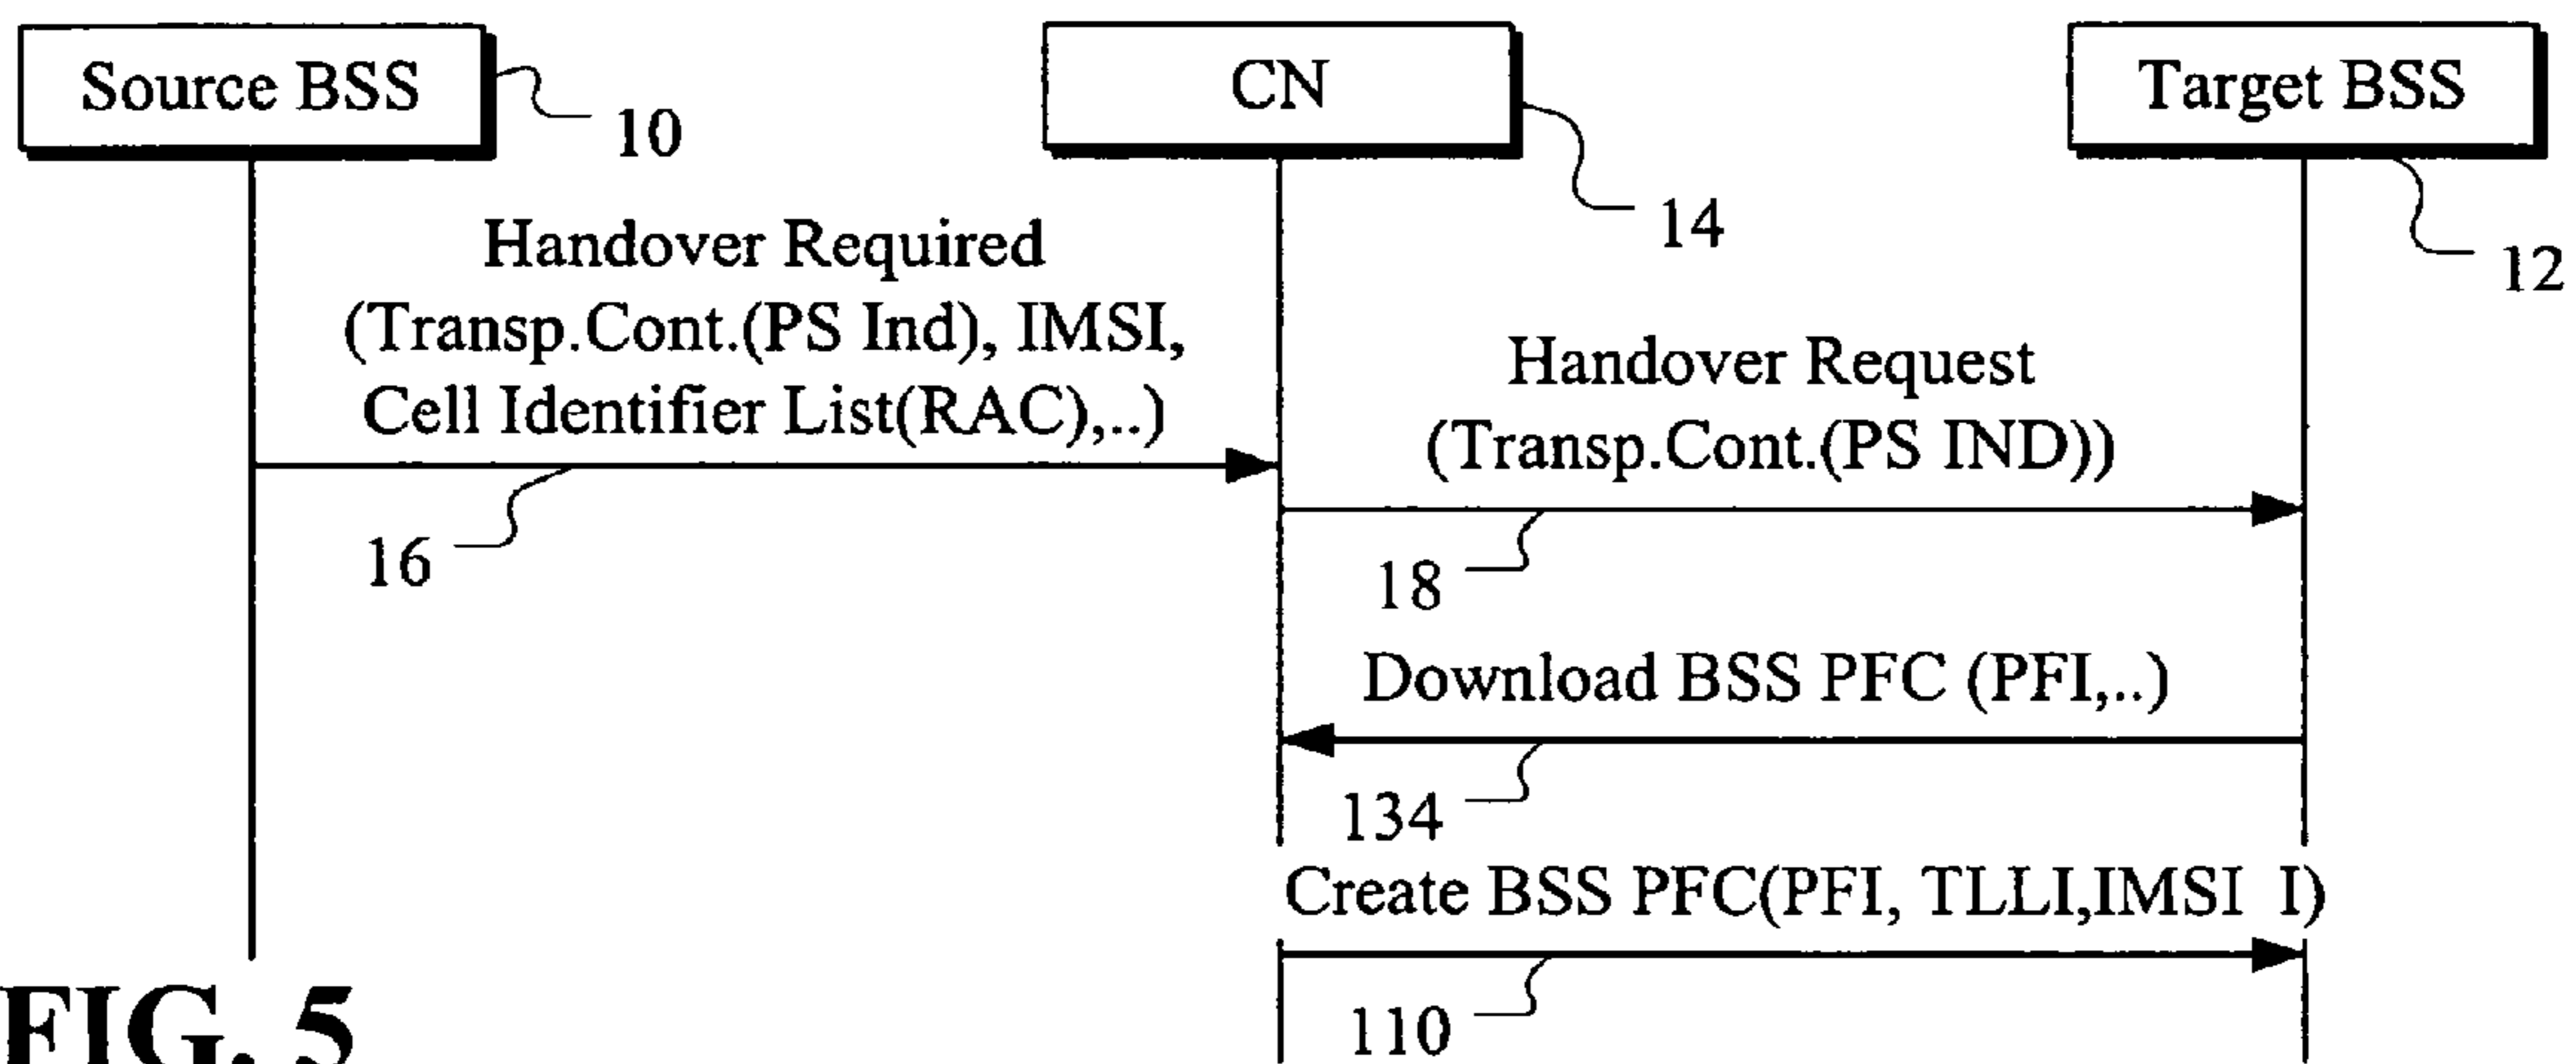 Source BSS
10
CN
14
Target BSS
12
Handover Required
(Transp.Cont.(PS Ind), IMSI,
Cell Identifier List(RAC),..)
16
Handover Request
(Transp.Cont.(PS IND))
18
Download BSS PFC (PFI,..)
134
Create BSS PFC(PFI, TLLI,IMSI I)
110
FIG. 5